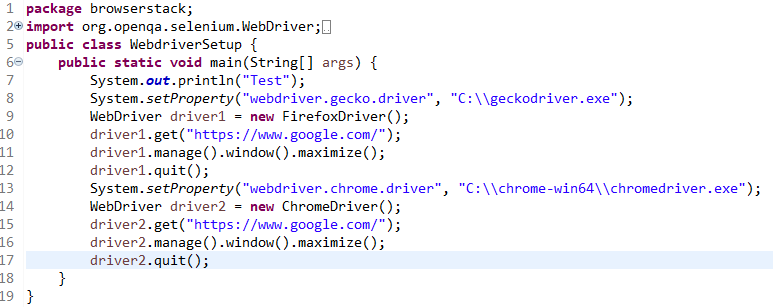 1 package browserstack;
2 import org.openqa.selenium.WebDriver;
5 public class WebdriverSetup {
6     public static void main(String[] args) {
7         System.out.println("Test");
8         System.setProperty("webdriver.gecko.driver", "C:\\geckodriver.exe");
9         WebDriver driver1 = new FirefoxDriver();
10         driver1.get("https://www.google.com/");
11         driver1.manage().window().maximize();
12         driver1.quit();
13         System.setProperty("webdriver.chrome.driver", "C:\\chrome-win64\\chromedriver.exe");
14         WebDriver driver2 = new ChromeDriver();
15         driver2.get("https://www.google.com/");
16         driver2.manage().window().maximize();
17         driver2.quit();
18     }
19 }